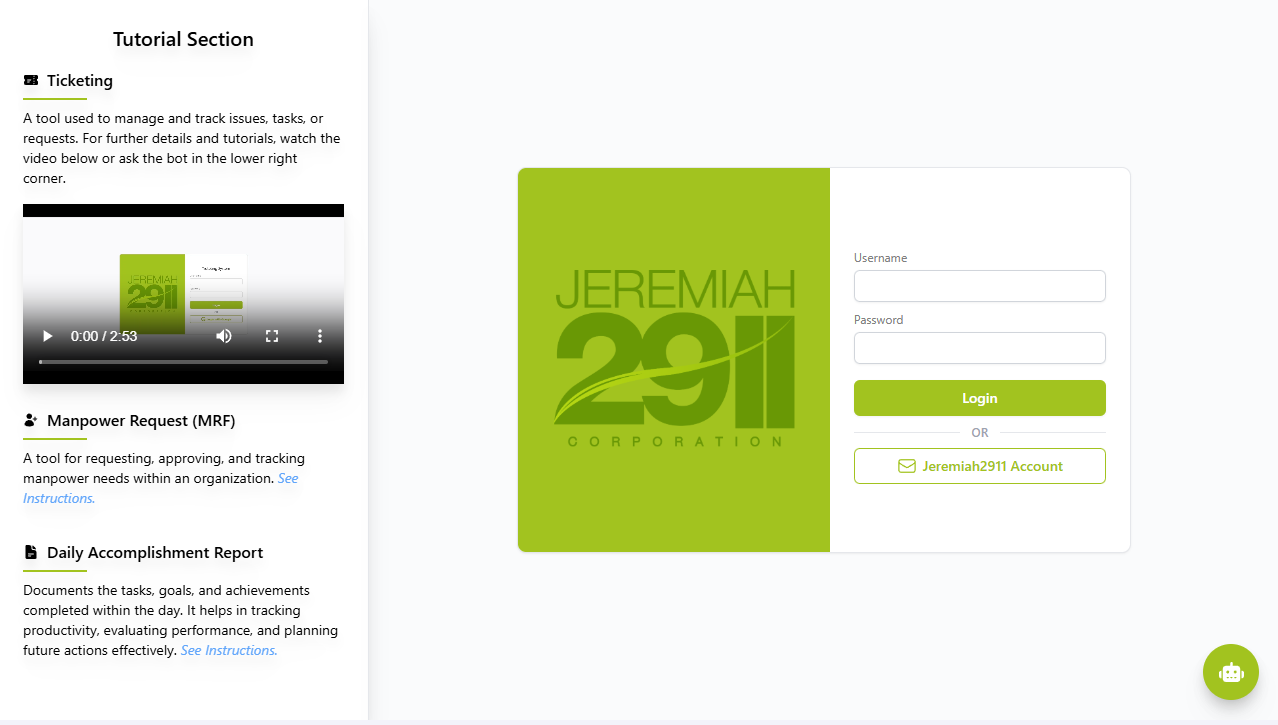 Tutorial Section
Ticketing
A tool used to manage and track issues, tasks, or
requests. For further details and tutorials, watch the
video below or ask the bot in the lower right
corner.
JEREMIAH
2911
0:00 / 2:53
Manpower Request (MRF)
A tool for requesting, approving, and tracking
manpower needs within an organization. See
Instructions.
Daily Accomplishment Report
Documents the tasks, goals, and achievements
completed within the day. It helps in tracking
productivity, evaluating performance, and planning
future actions effectively. See Instructions.
JEREMIAH
2911
CORPORATION
Username
Password
Login
OR
Jeremiah2911 Account